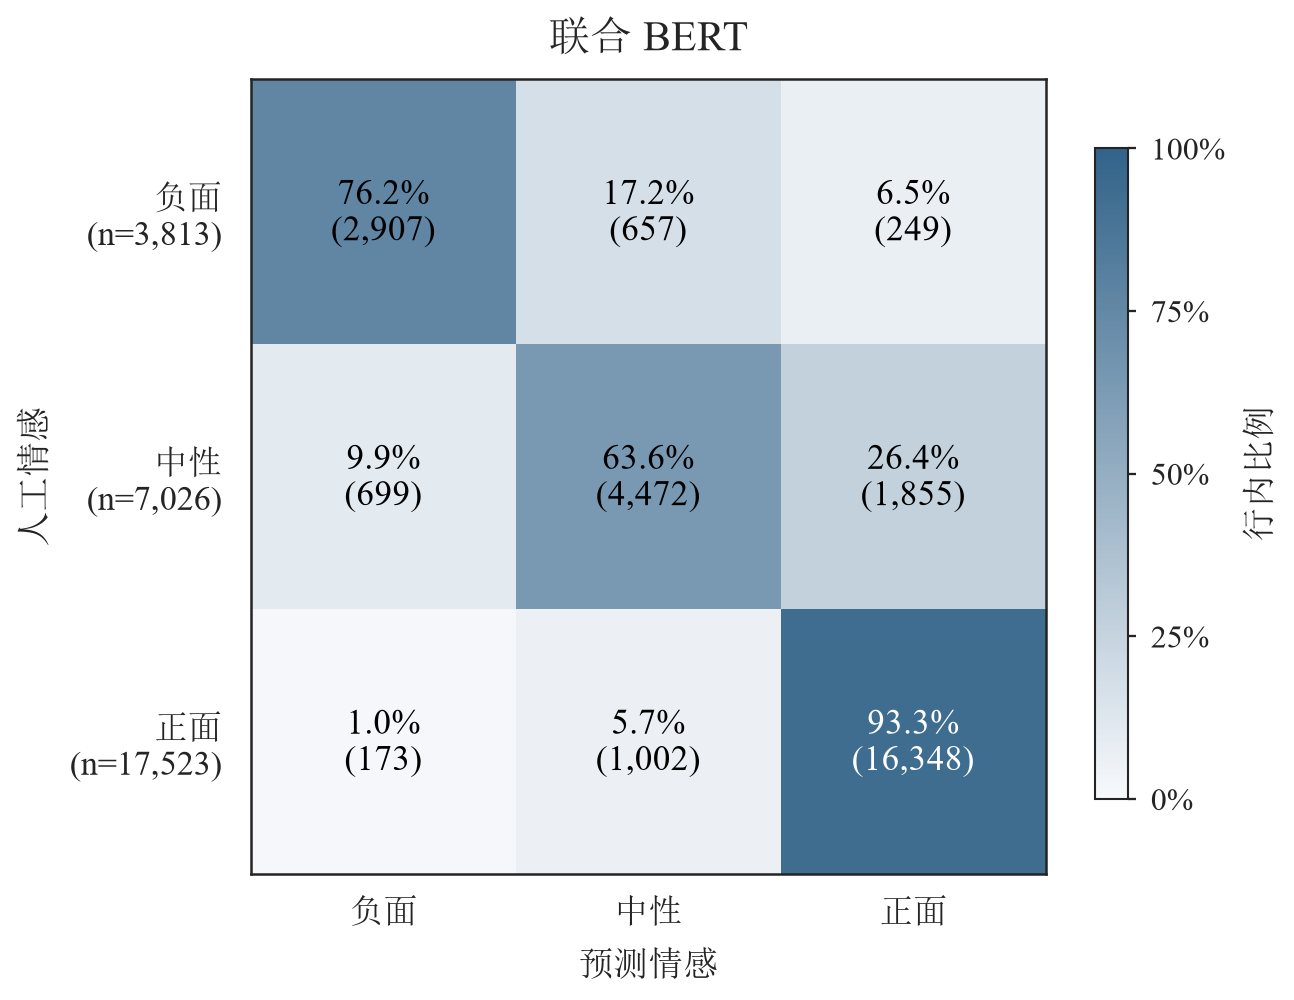 联合 BERT
负面
(n=3,813)
76.2%
(2,907)
17.2%
(657)
6.5%
(249)
中性
(n=7,026)
9.9%
(699)
63.6%
(4,472)
26.4%
(1,855)
正面
(n=17,523)
1.0%
(173)
5.7%
(1,002)
93.3%
(16,348)
负面
中性
正面
预测情感
人工情感
100%
75%
50%
25%
0%
行内比例